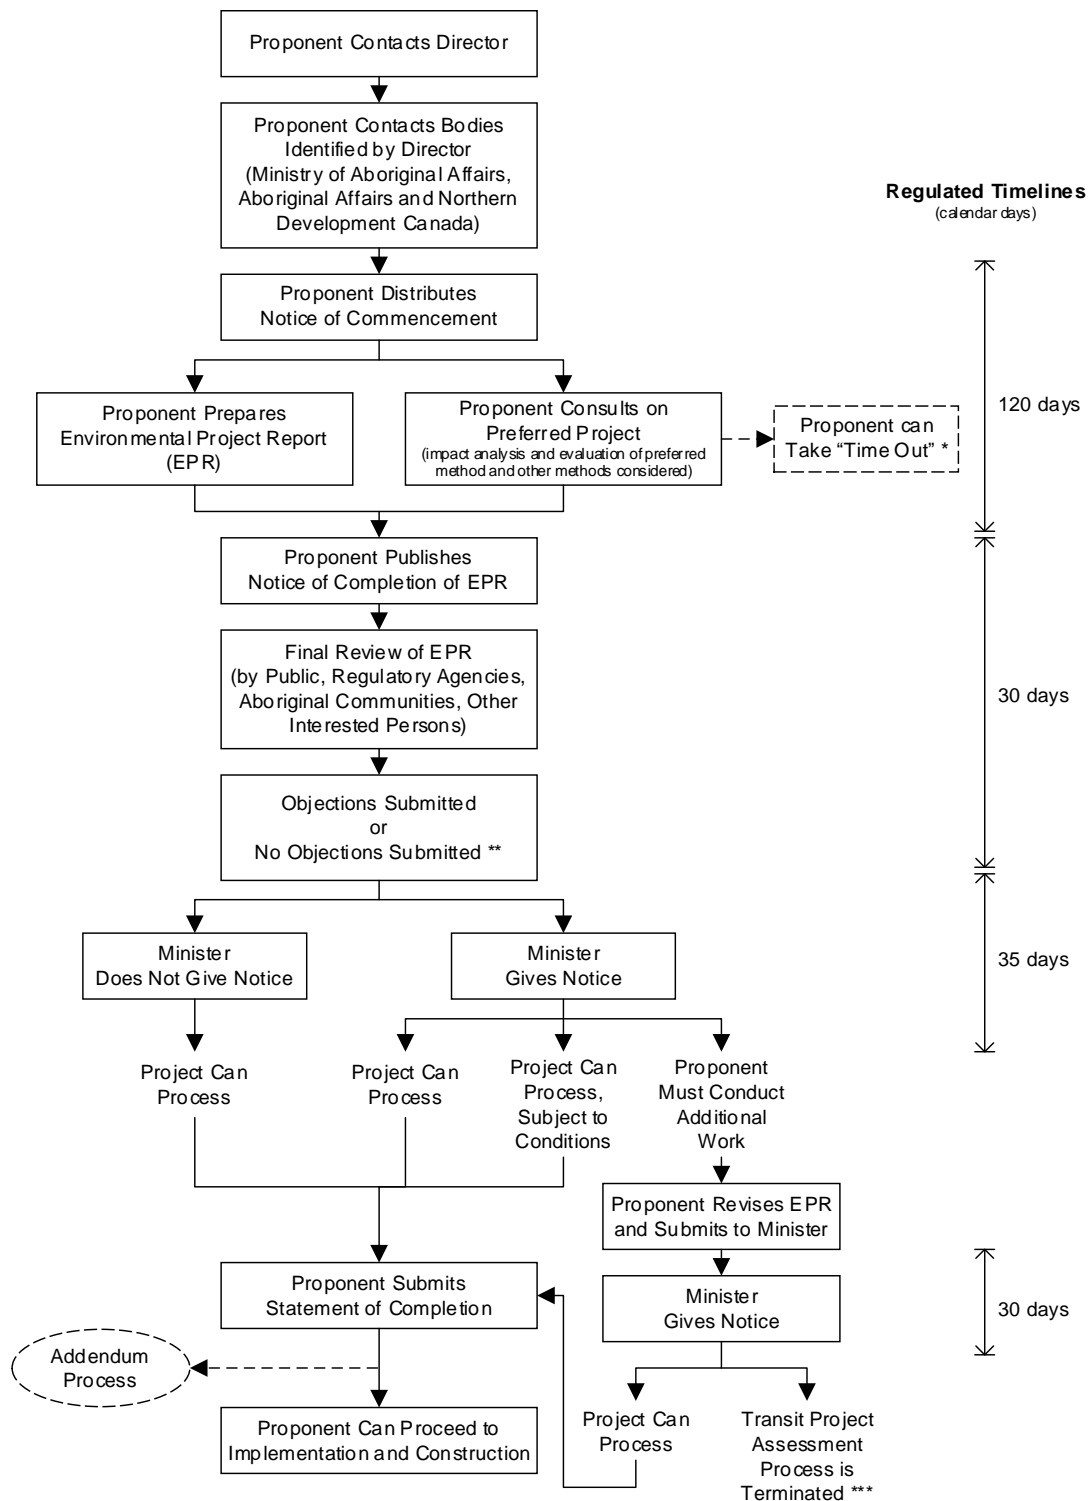 Proponent Contacts Director
Proponent Contacts Bodies
Identified by Director
(Ministry of Aboriginal Affairs,
Aboriginal Affairs and Northern
Development Canada)
Regulated Timelines
(calendar days)
Proponent Distributes
Notice of Commencement
Proponent Prepares
Environmental Project Report
(EPR)
Proponent Consults on
Preferred Project
(impact analysis and evaluation of preferred
method and other methods considered)
Proponent can
Take “Time Out” *
120 days
Proponent Publishes
Notice of Completion of EPR
Final Review of EPR
(by Public, Regulatory Agencies,
Aboriginal Communities, Other
Interested Persons)
30 days
Objections Submitted
or
No Objections Submitted **
Minister
Does Not Give Notice
Minister
Gives Notice
35 days
Project Can
Process
Project Can
Process
Project Can
Process,
Subject to
Conditions
Proponent
Must Conduct
Additional
Work
Proponent Revises EPR
and Submits to Minister
Proponent Submits
Statement of Completion
Minister
Gives Notice
30 days
Addendum
Process
Proponent Can Proceed to
Implementation and Construction
Project Can
Process
Transit Project
Assessment
Process is
Terminated ***